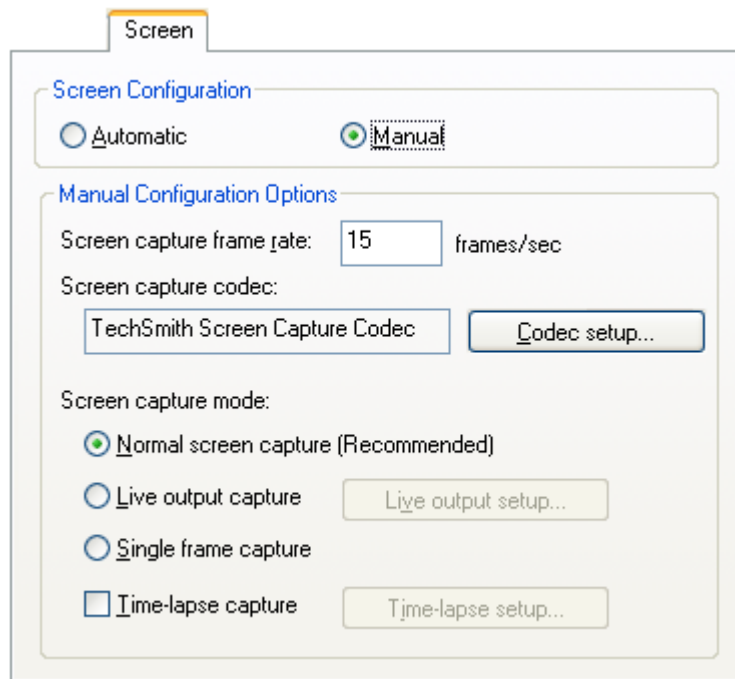 Screen
Screen Configuration
Automatic Manual
Manual Configuration Options
Screen capture frame rate: 15 frames/sec
Screen capture codec:
TechSmith Screen Capture Codec Codec setup...
Screen capture mode:
Normal screen capture (Recommended)
Live output capture Live output setup...
Single frame capture
Time-lapse capture Time-lapse setup...